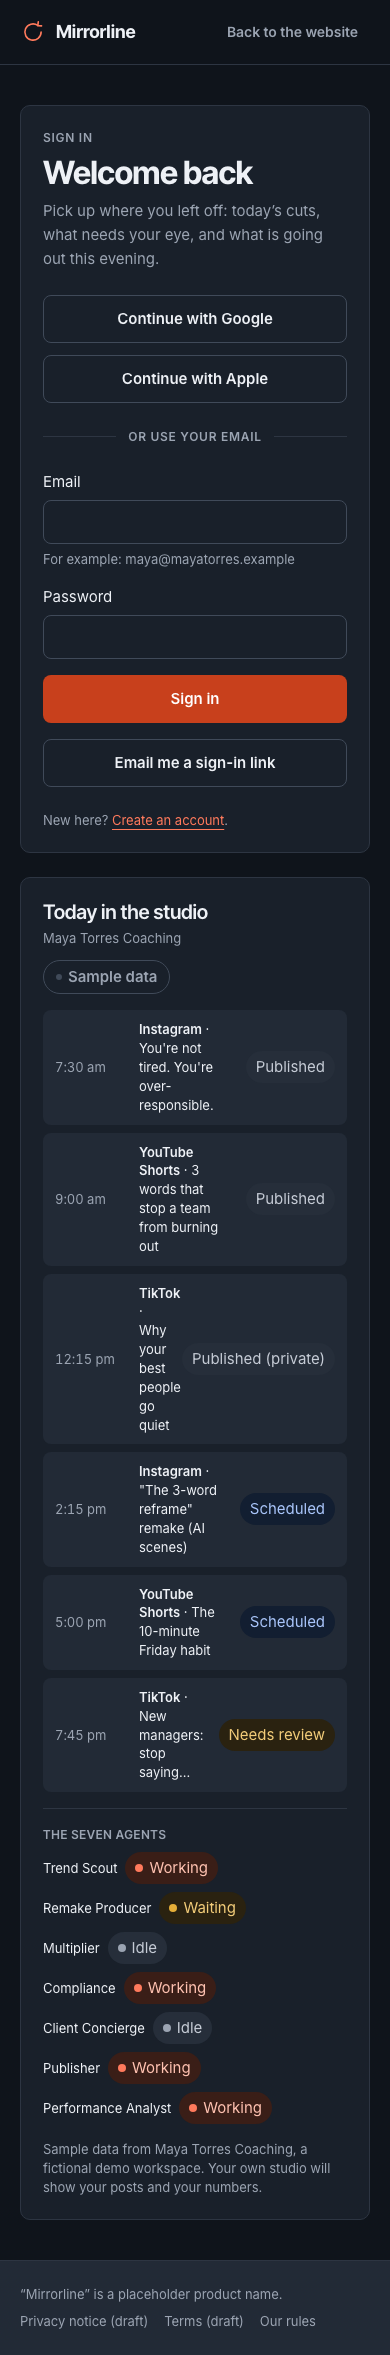 Mirrorline
Back to the website
SIGN IN
Welcome back
Pick up where you left off: today’s cuts,
what needs your eye, and what is going
out this evening.
Continue with Google
Continue with Apple
OR USE YOUR EMAIL
Email
For example: maya@mayatorres.example
Password
Sign in
Email me a sign-in link
New here? Create an account.
Today in the studio
Maya Torres Coaching
Sample data
7:30 am
Instagram ·
You're not
tired. You're
over-
responsible.
Published
9:00 am
YouTube
Shorts · 3
words that
stop a team
from burning
out
Published
12:15 pm
TikTok
·
Why
your
best
people
go
quiet
Published (private)
2:15 pm
Instagram ·
"The 3-word
reframe"
remake (AI
scenes)
Scheduled
5:00 pm
YouTube
Shorts · The
10-minute
Friday habit
Scheduled
7:45 pm
TikTok ·
New
managers:
stop
saying...
Needs review
THE SEVEN AGENTS
Trend Scout Working
Remake Producer Waiting
Multiplier Idle
Compliance Working
Client Concierge Idle
Publisher Working
Performance Analyst Working
Sample data from Maya Torres Coaching, a
fictional demo workspace. Your own studio will
show your posts and your numbers.
“Mirrorline” is a placeholder product name.
Privacy notice (draft) Terms (draft) Our rules